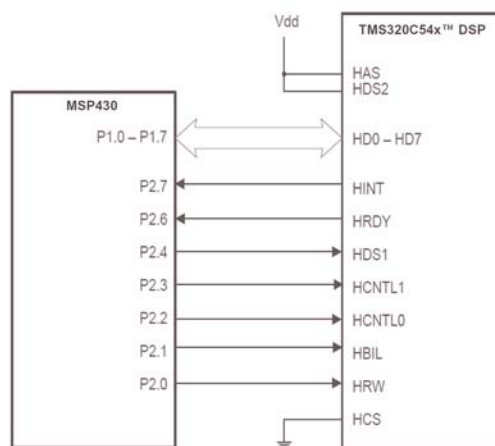 Vdd
TMS320C54x™ DSP
HAS
HDS2
MSP430
P1.0 – P1.7
HD0 – HD7
P2.7
HINT
P2.6
HRDY
P2.4
HDS1
P2.3
HCNTL1
P2.2
HCNTL0
P2.1
HBIL
P2.0
HRW
HCS